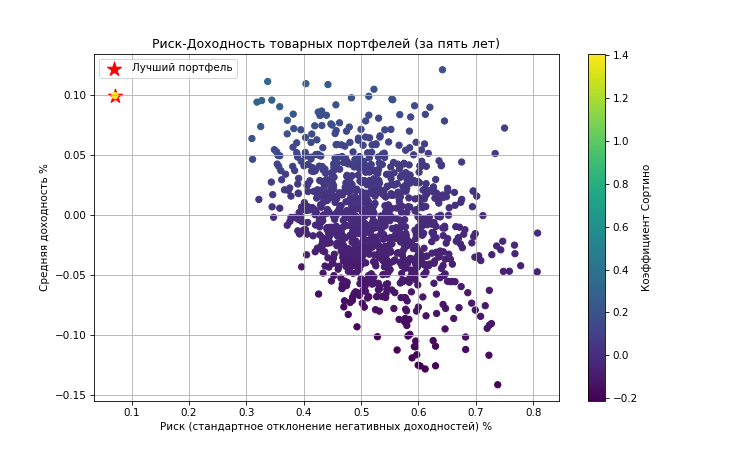 Риск-Доходность товарных портфелей (за пять лет)
Лучший портфель
Средняя доходность %
0.10
0.05
0.00
−0.05
−0.10
−0.15
0.1 0.2 0.3 0.4 0.5 0.6 0.7 0.8
Риск (стандартное отклонение негативных доходностей) %
1.4
1.2
1.0
0.8
0.6
0.4
0.2
0.0
−0.2
Коэффициент Сортино